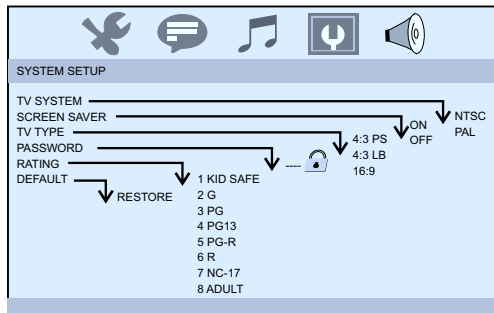 SYSTEM SETUP
TV SYSTEM
SCREEN SAVER
TV TYPE
PASSWORD
RATING
DEFAULT
NTSC
PAL
ON
OFF
4:3 PS
4:3 LB
16:9
----
1 KID SAFE
2 G
3 PG
4 PG13
5 PG-R
6 R
7 NC-17
8 ADULT
RESTORE